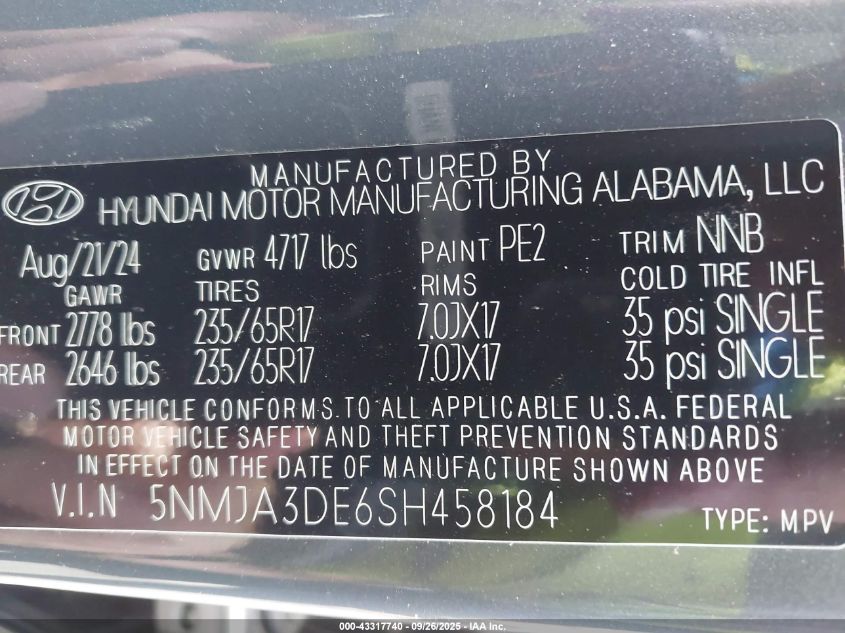 MANUFACTURED BY
HYUNDAI MOTOR MANUFACTURING ALABAMA, LLC
Aug/21/24 GVWR 4717 lbs PAINT PE2 TRIM NNB
GAWR TIRES RIMS COLD TIRE INFL
FRONT 2778 lbs 235/65R17 7.0JX17 35 psi SINGLE
REAR 2646 lbs 235/65R17 7.0JX17 35 psi SINGLE
THIS VEHICLE CONFORMS TO ALL APPLICABLE U.S.A. FEDERAL
MOTOR VEHICLE SAFETY AND THEFT PREVENTION STANDARDS
IN EFFECT ON THE DATE OF MANUFACTURE SHOWN ABOVE
V.I.N 5NMJA3DE6SH458184 TYPE: MPV
000-43317740 - 09/26/2025 - IAA Inc.